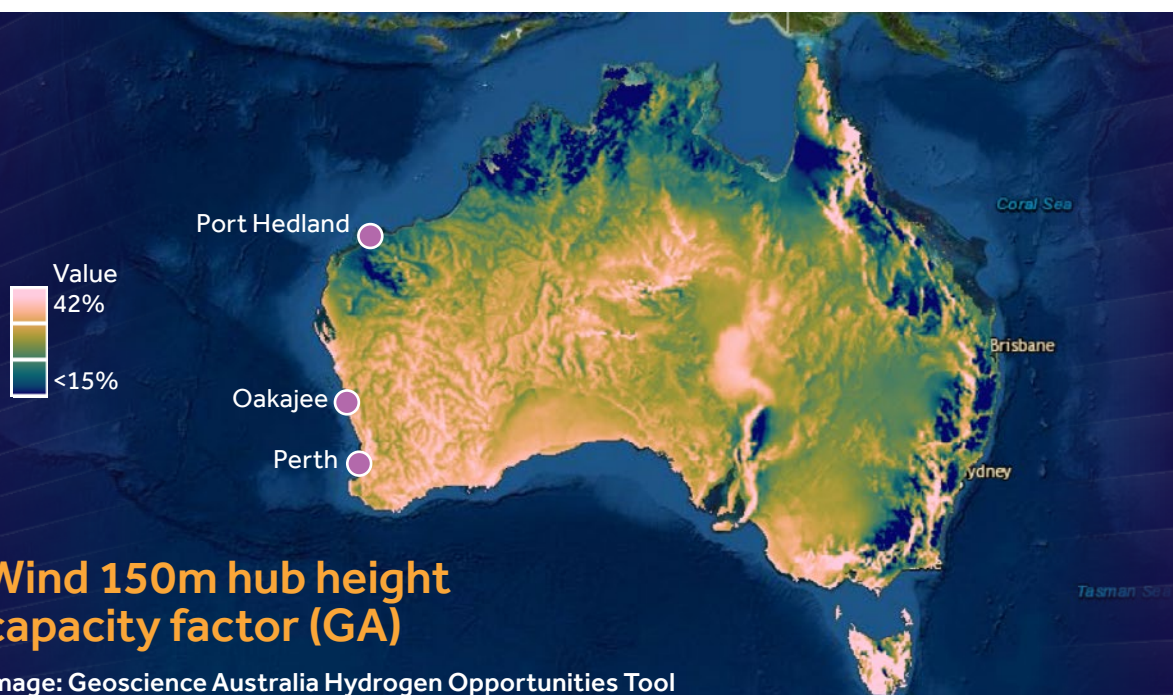 Coral Sea
Port Hedland
Value
42%
<15%
Brisbane
Oakajee
Perth
ydney
Wind 150m hub height
capacity factor (GA)
Tasman Sea
mage: Geoscience Australia Hydrogen Opportunities Tool